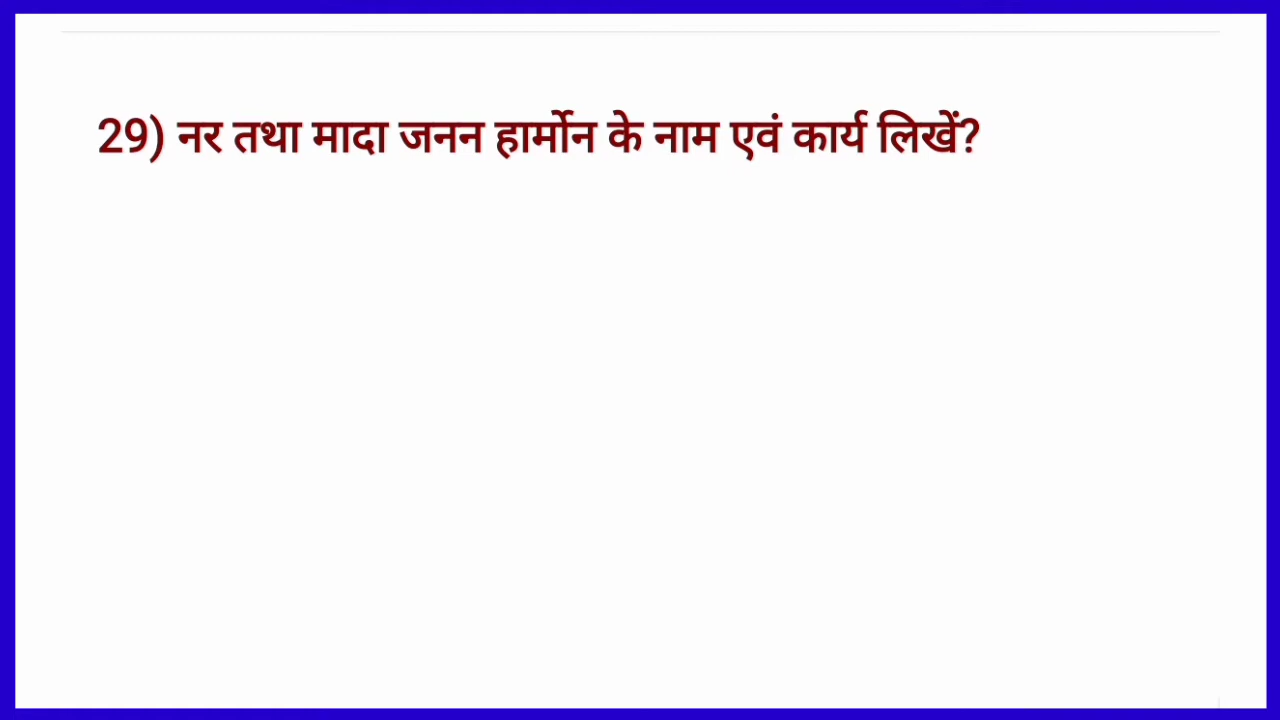 29) नर तथा मादा जनन हार्मोन के नाम एवं कार्य लिखें?